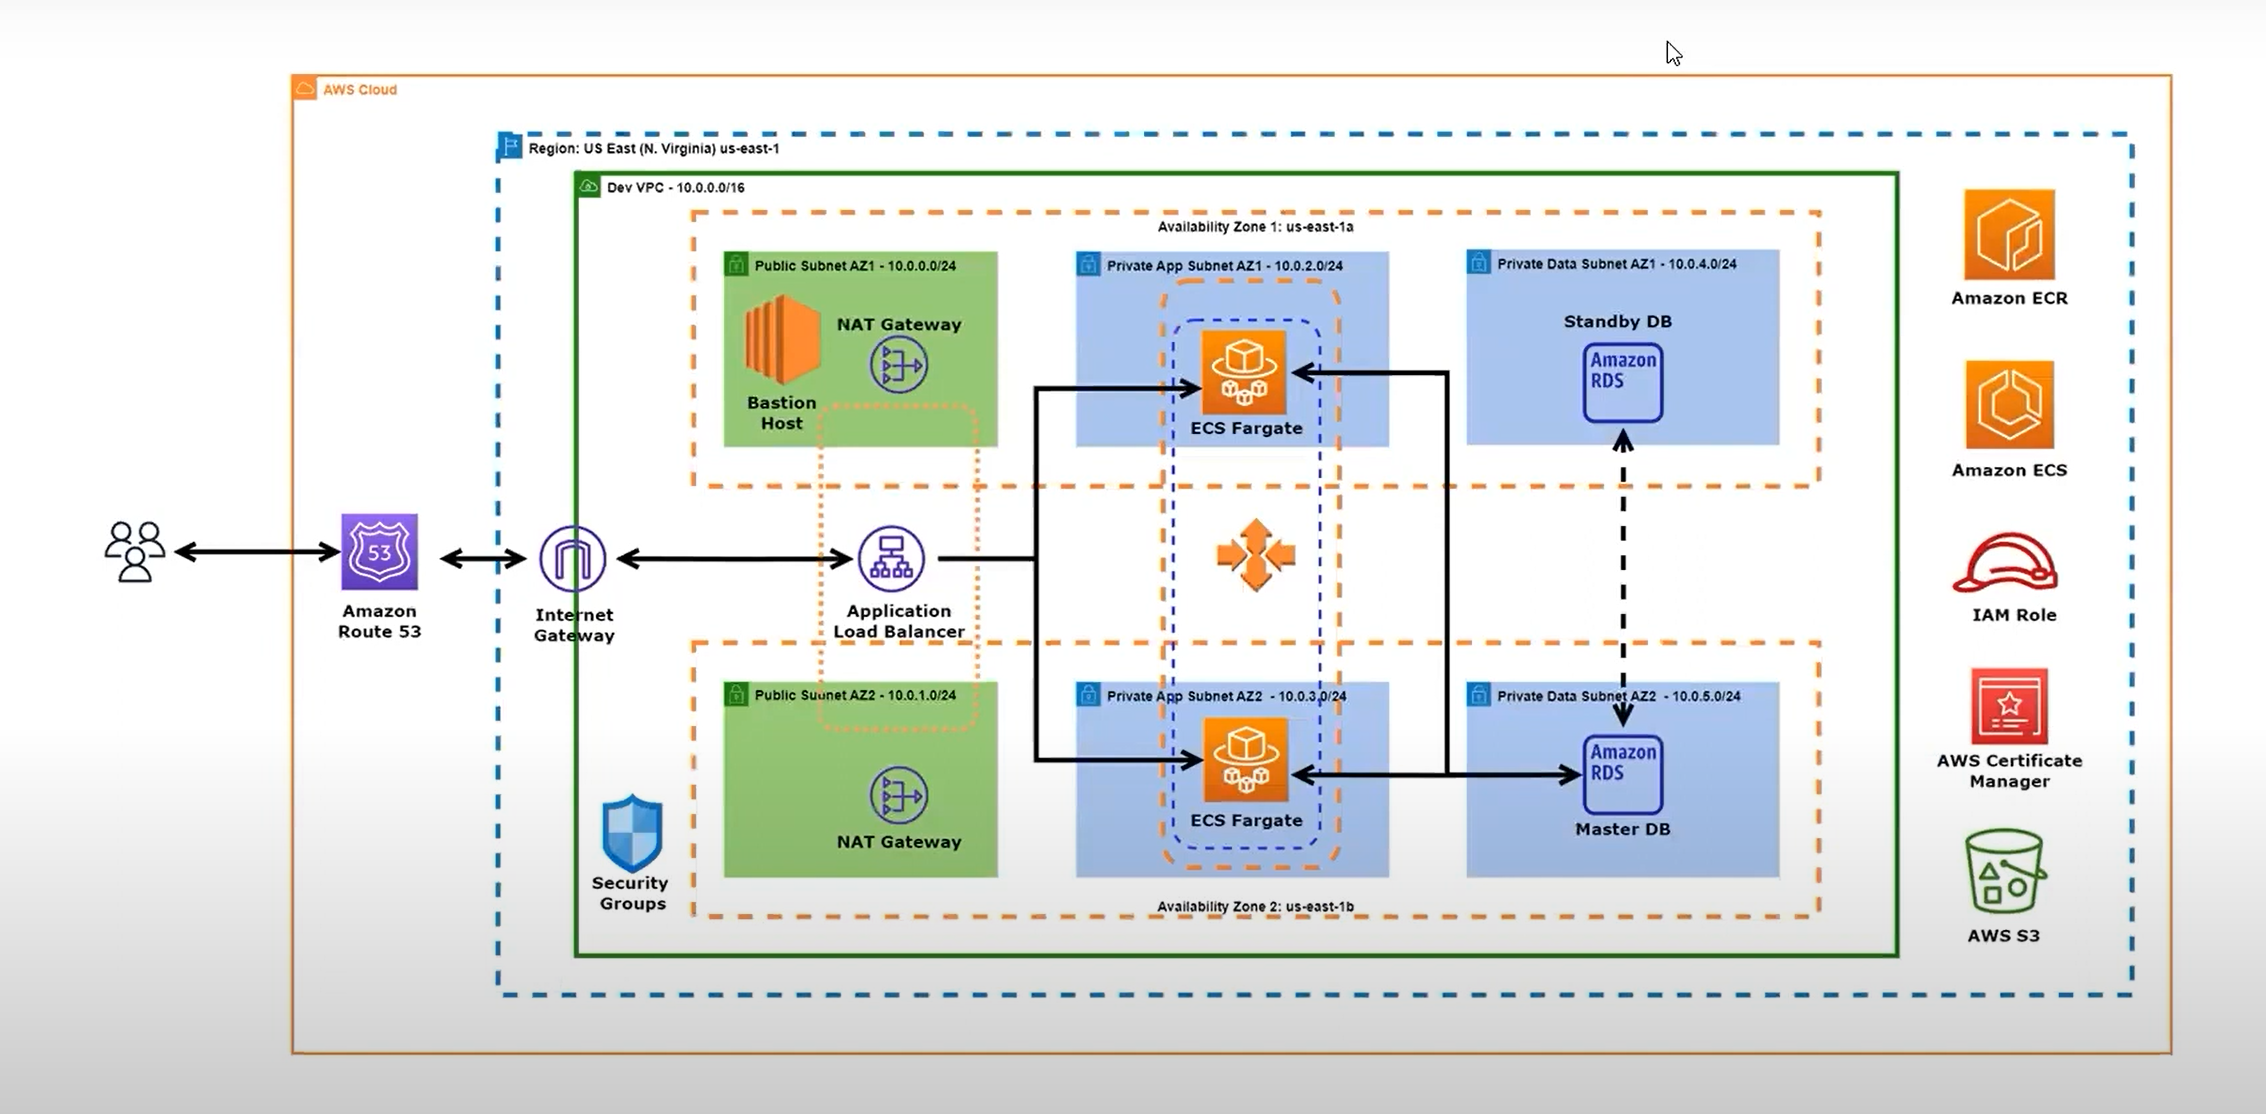 AWS Cloud
Region: US East (N. Virginia) us-east-1
Dev VPC - 10.0.0.0/16
Availability Zone 1: us-east-1a
Public Subnet AZ1 - 10.0.0.0/24
Private App Subnet AZ1 - 10.0.2.0/24
Private Data Subnet AZ1 - 10.0.4.0/24
NAT Gateway
Bastion
Host
ECS Fargate
Standby DB
Amazon
RDS
53
Amazon
Route 53
Internet
Gateway
Application
Load Balancer
Public Subnet AZ2 - 10.0.1.0/24
Private App Subnet AZ2 - 10.0.3.0/24
Private Data Subnet AZ2 - 10.0.5.0/24
NAT Gateway
ECS Fargate
Amazon
RDS
Master DB
Security
Groups
Availability Zone 2: us-east-1b
Amazon ECR
Amazon ECS
IAM Role
AWS Certificate
Manager
AWS S3